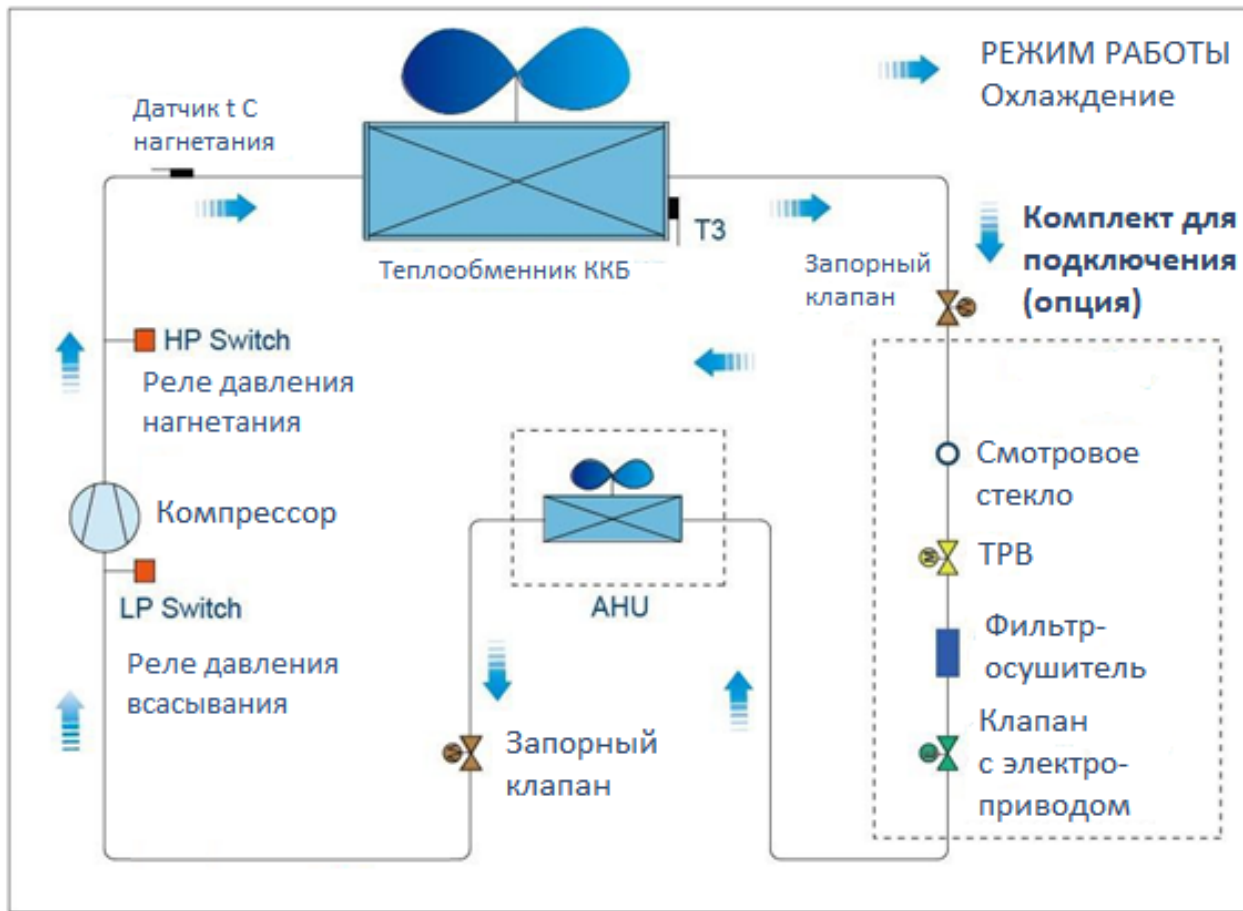 РЕЖИМ РАБОТЫ
Охлаждение
Датчик t C
нагнетания
T3
Теплообменник ККБ
Запорный
клапан
Комплект для
подключения
(опция)
HP Switch
Реле давления
нагнетания
Компрессор
LP Switch
Реле давления
всасывания
AHU
Запорный
клапан
Смотровое
стекло
M
ТРВ
Фильтр-
осушитель
Клапан
с электро-
приводом